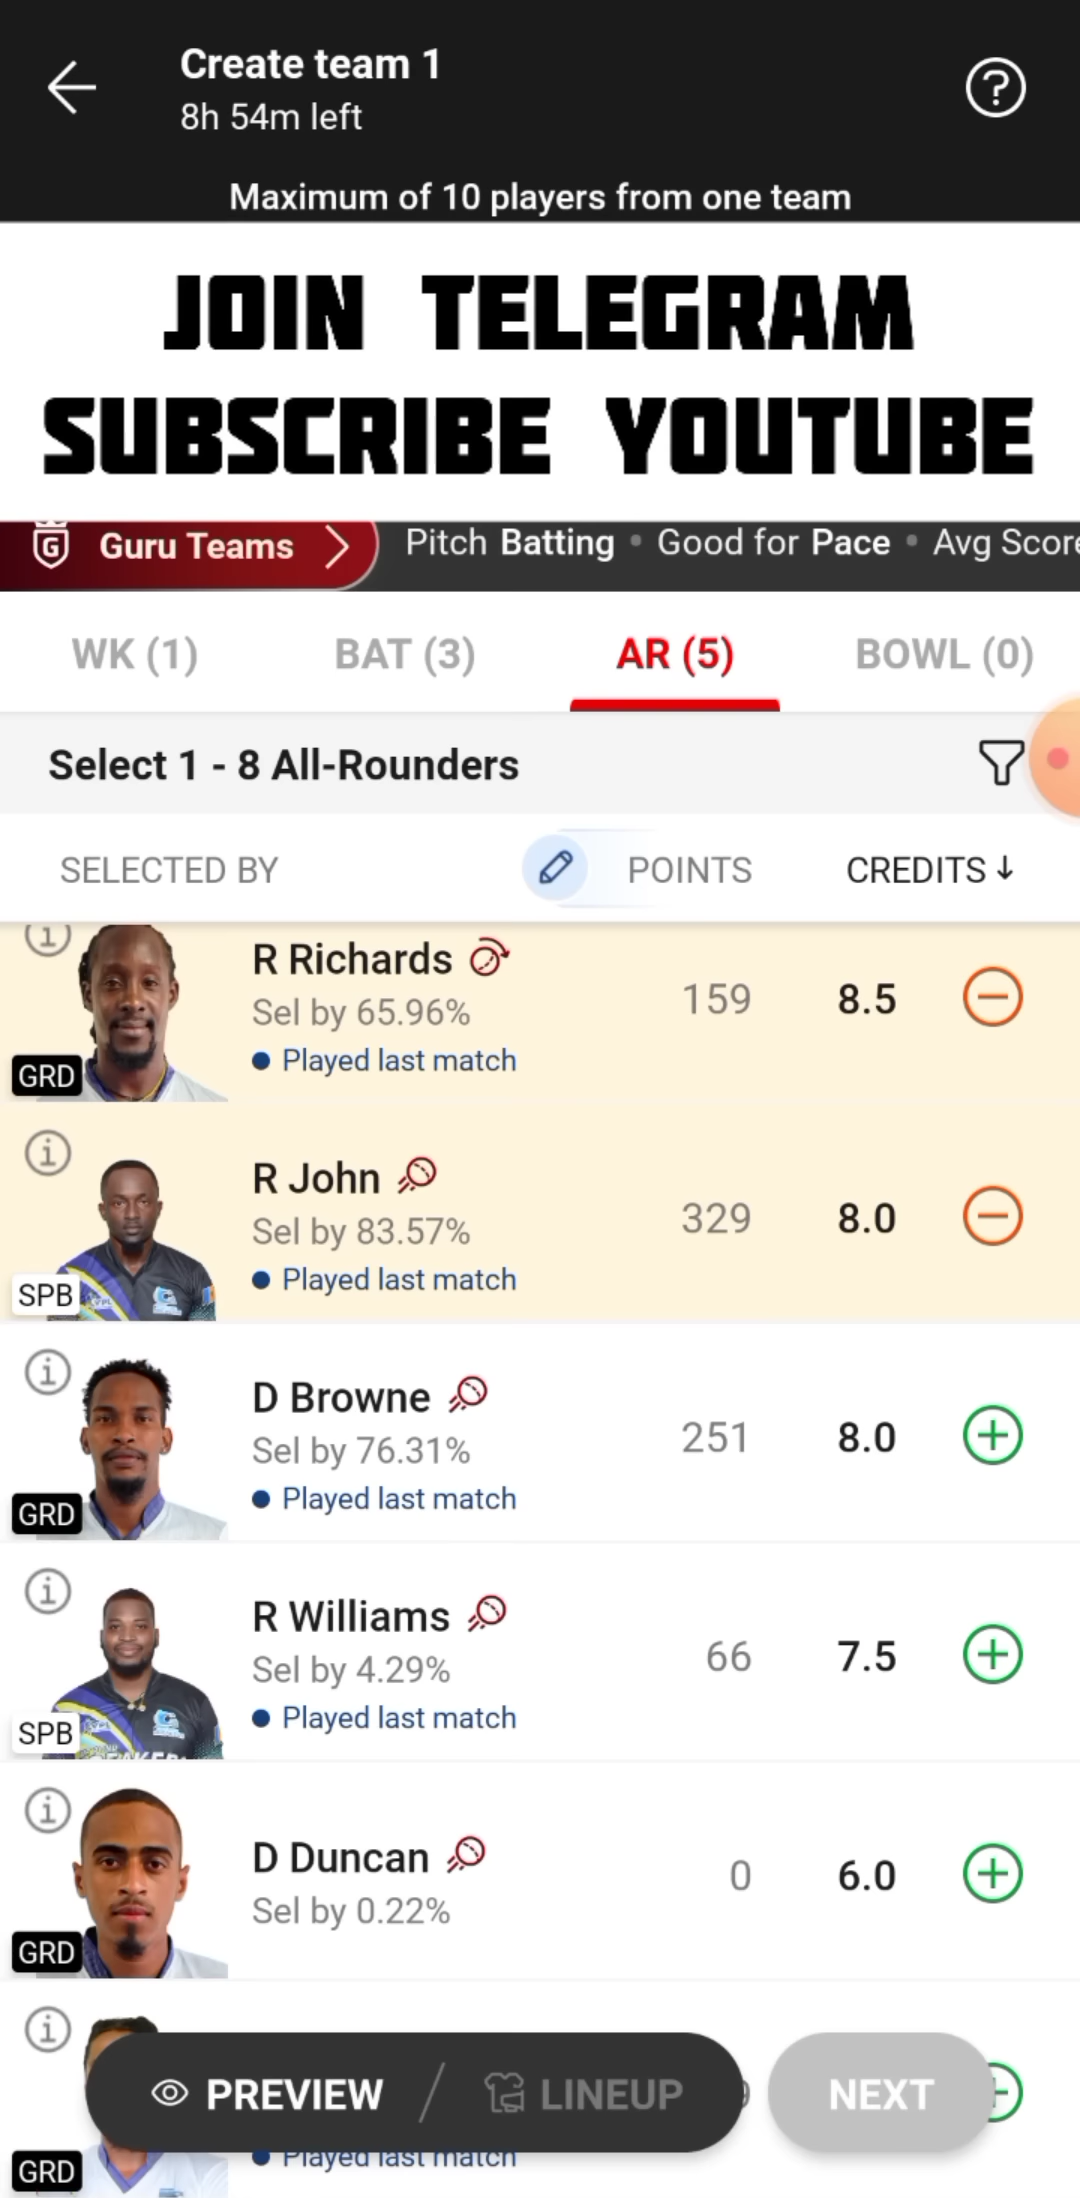 Create team 1
8h 54m left
Maximum of 10 players from one team
JOIN TELEGRAM
SUBSCRIBE YOUTUBE
G Guru Teams Pitch Batting • Good for Pace • Avg Score
WK (1) BAT (3) AR (5) BOWL (0)
Select 1 - 8 All-Rounders
SELECTED BY POINTS CREDITS ↓
R Richards
Sel by 65.96% 159 8.5
• Played last match
GRD
R John
Sel by 83.57% 329 8.0
• Played last match
SPB
D Browne
Sel by 76.31% 251 8.0
• Played last match
GRD
R Williams
Sel by 4.29% 66 7.5
• Played last match
SPB
D Duncan
Sel by 0.22% 0 6.0
GRD
PREVIEW / LINEUP NEXT
• Played last match
GRD